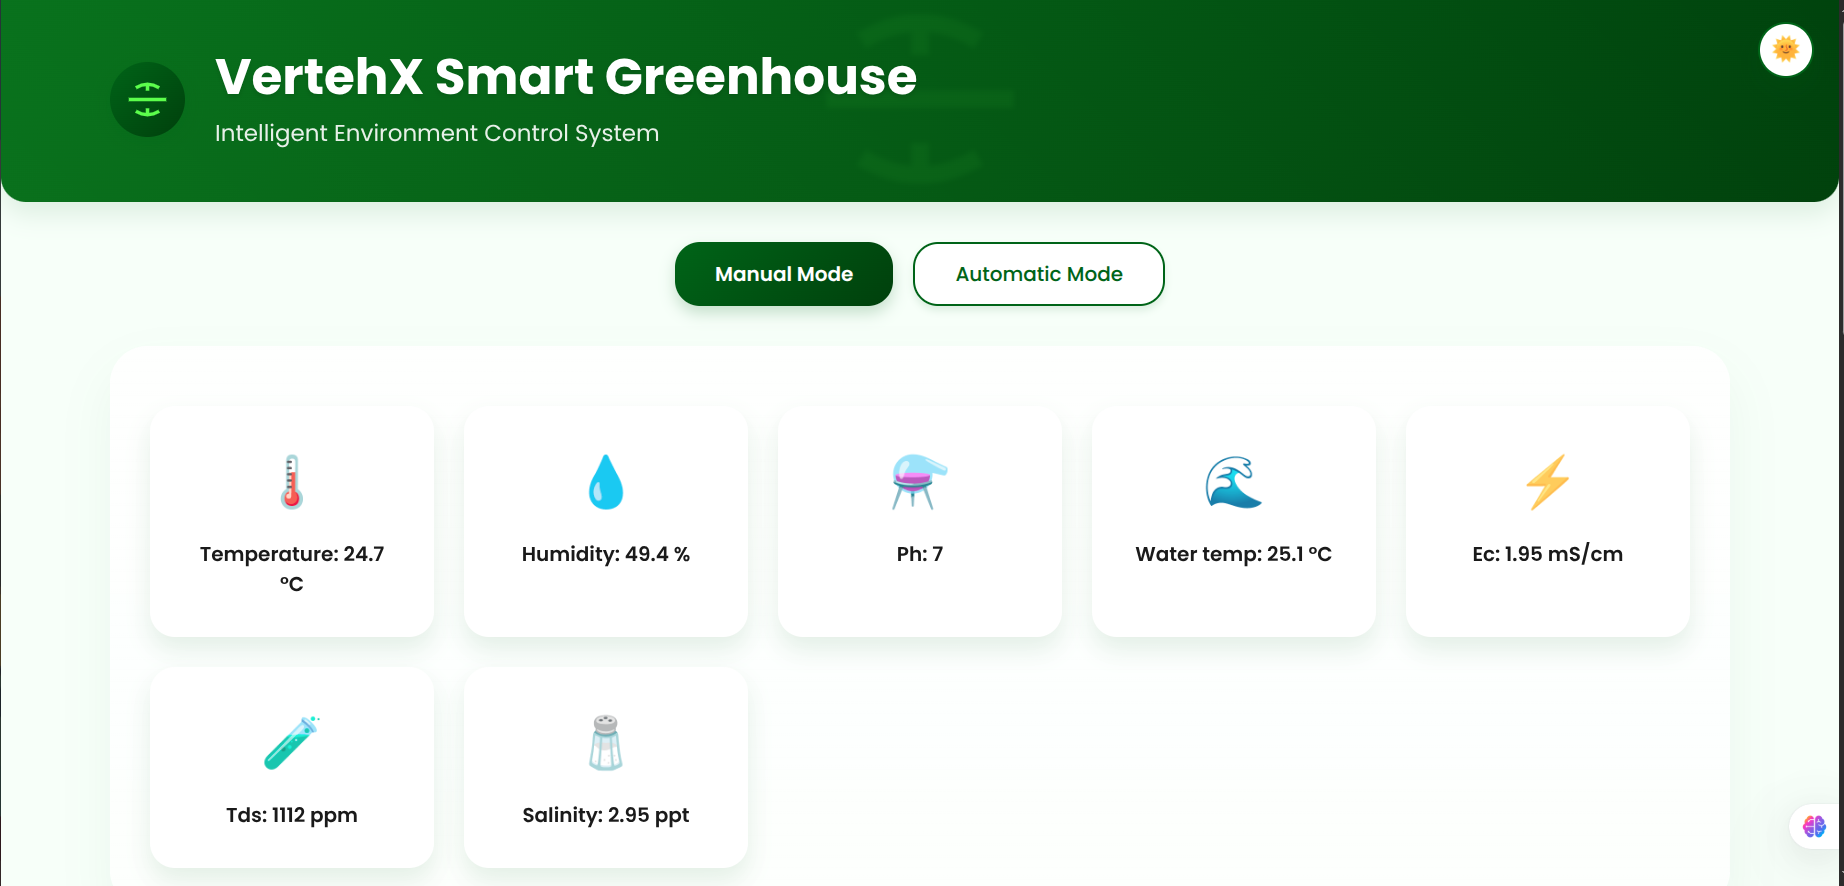 VertehX Smart Greenhouse
Intelligent Environment Control System
Manual Mode
Automatic Mode
Temperature: 24.7
°C
Humidity: 49.4 %
Ph: 7
Water temp: 25.1 °C
Ec: 1.95 mS/cm
Tds: 1112 ppm
Salinity: 2.95 ppt